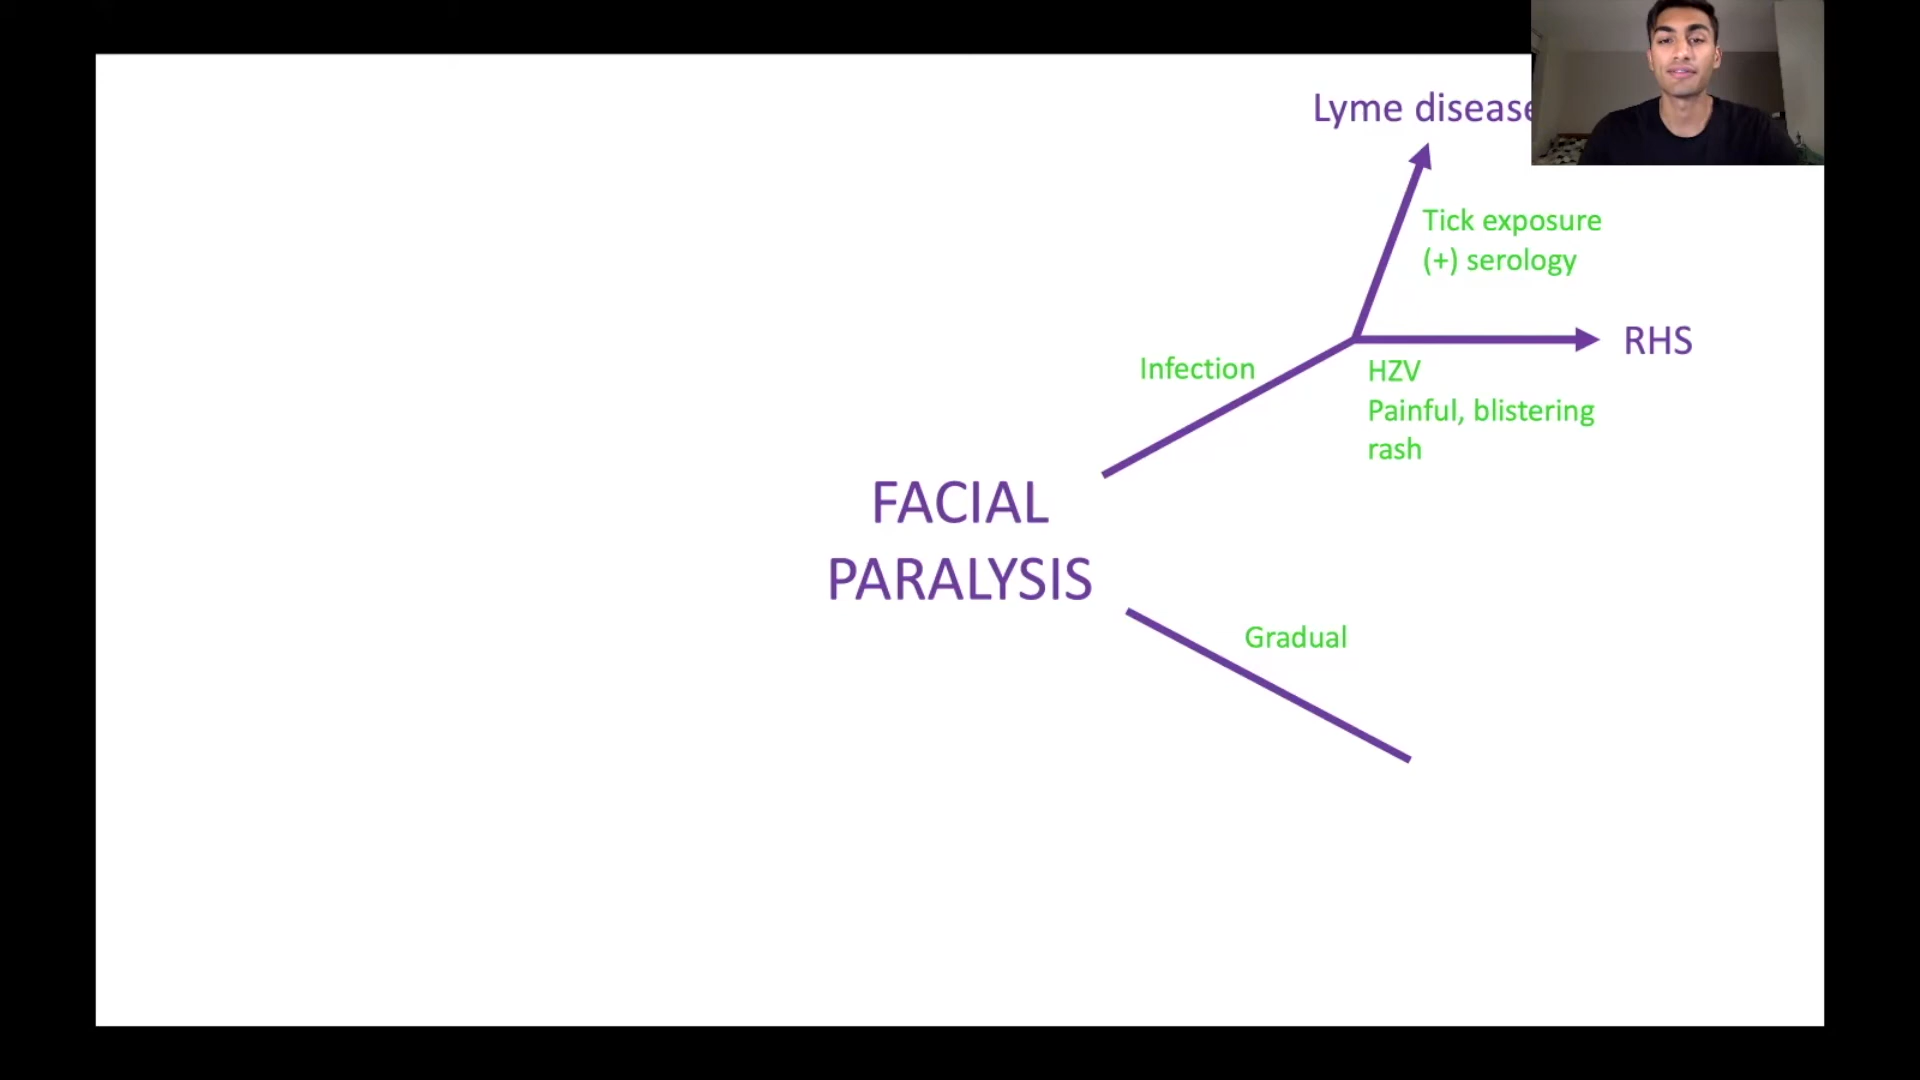 Lyme disease
Tick exposure
(+) serology
RHS
Infection
HZV
Painful, blistering
rash
FACIAL
PARALYSIS
Gradual